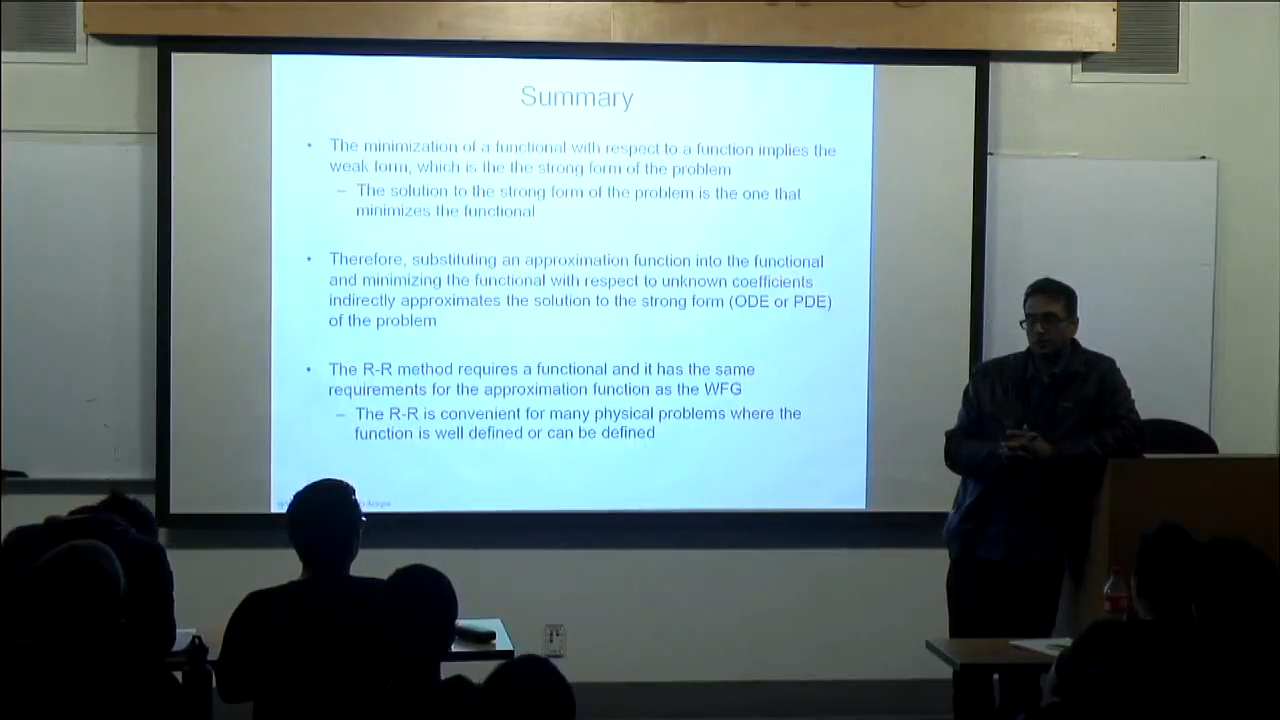 Summary
• The minimization of a functional with respect to a function implies the
weak form, which is the the strong form of the problem
– The solution to the strong form of the problem is the one that
minimizes the functional
• Therefore, substituting an approximation function into the functional
and minimizing the functional with respect to unknown coefficients
indirectly approximates the solution to the strong form (ODE or PDE)
of the problem
• The R-R method requires a functional and it has the same
requirements for the approximation function as the WFG
– The R-R is convenient for many physical problems where the
function is well defined or can be defined